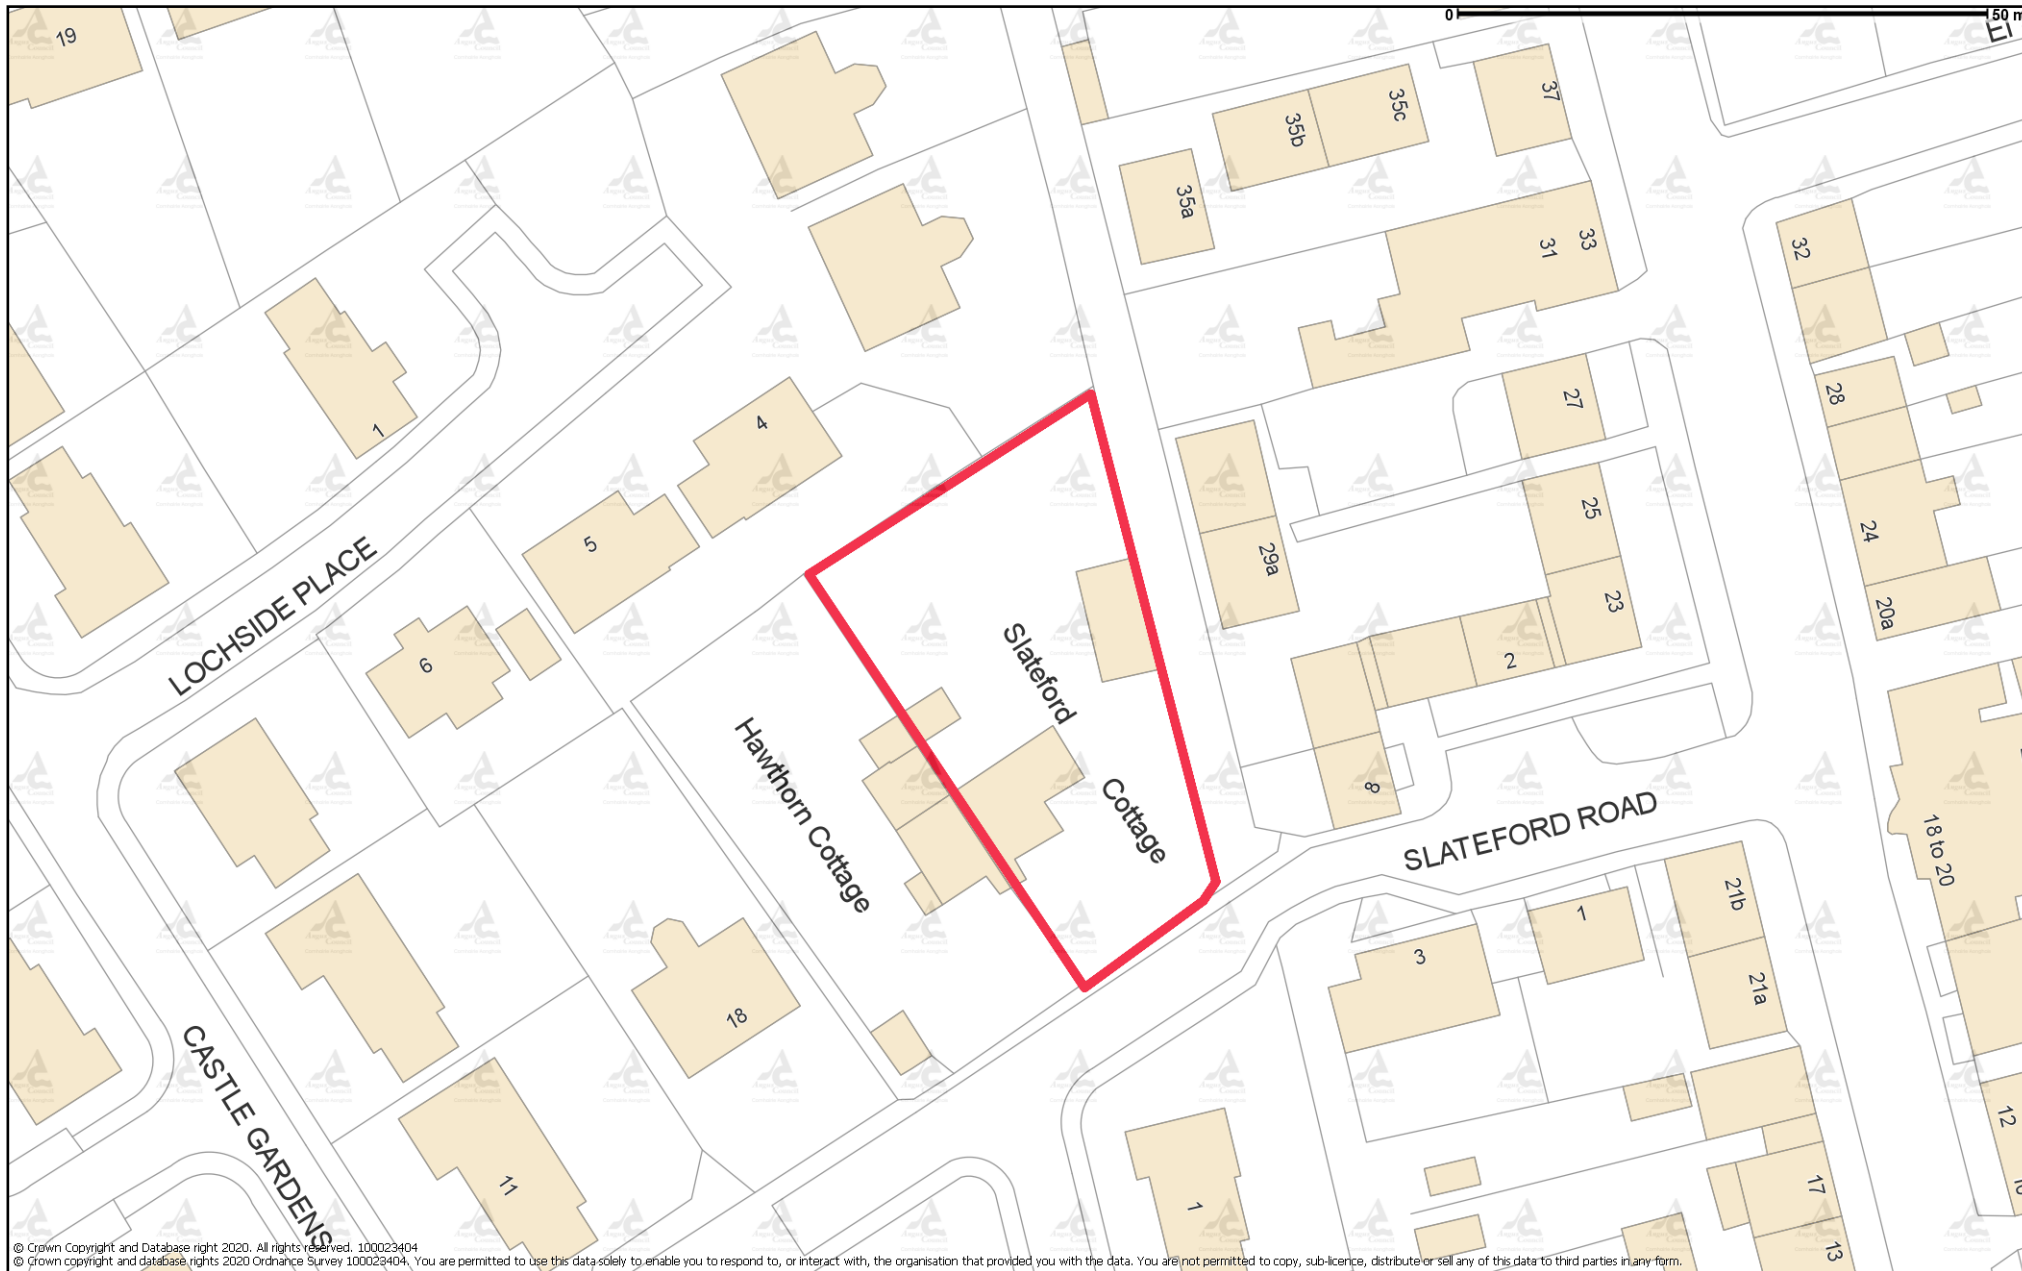 0 50 m
19
37
35c
35b
35a
33
31
32
1
4
27
28
5
25
24
29a
LOCHSIDE PLACE
23
20a
6
2
Slateford
Cottage
Hawthorn Cottage
8
SLATEFORD ROAD
18 to 20
21b
1
3
21a
18
CASTLE GARDENS
11
12
17
1
13
© Crown Copyright and Database right 2020. All rights reserved. 100023404
© Crown copyright and database rights 2020 Ordnance Survey 100023404. You are permitted to use this data solely to enable you to respond to, or interact with, the organisation that provided you with the data. You are not permitted to copy, sub-licence, distribute or sell any of this data to third parties in any form.